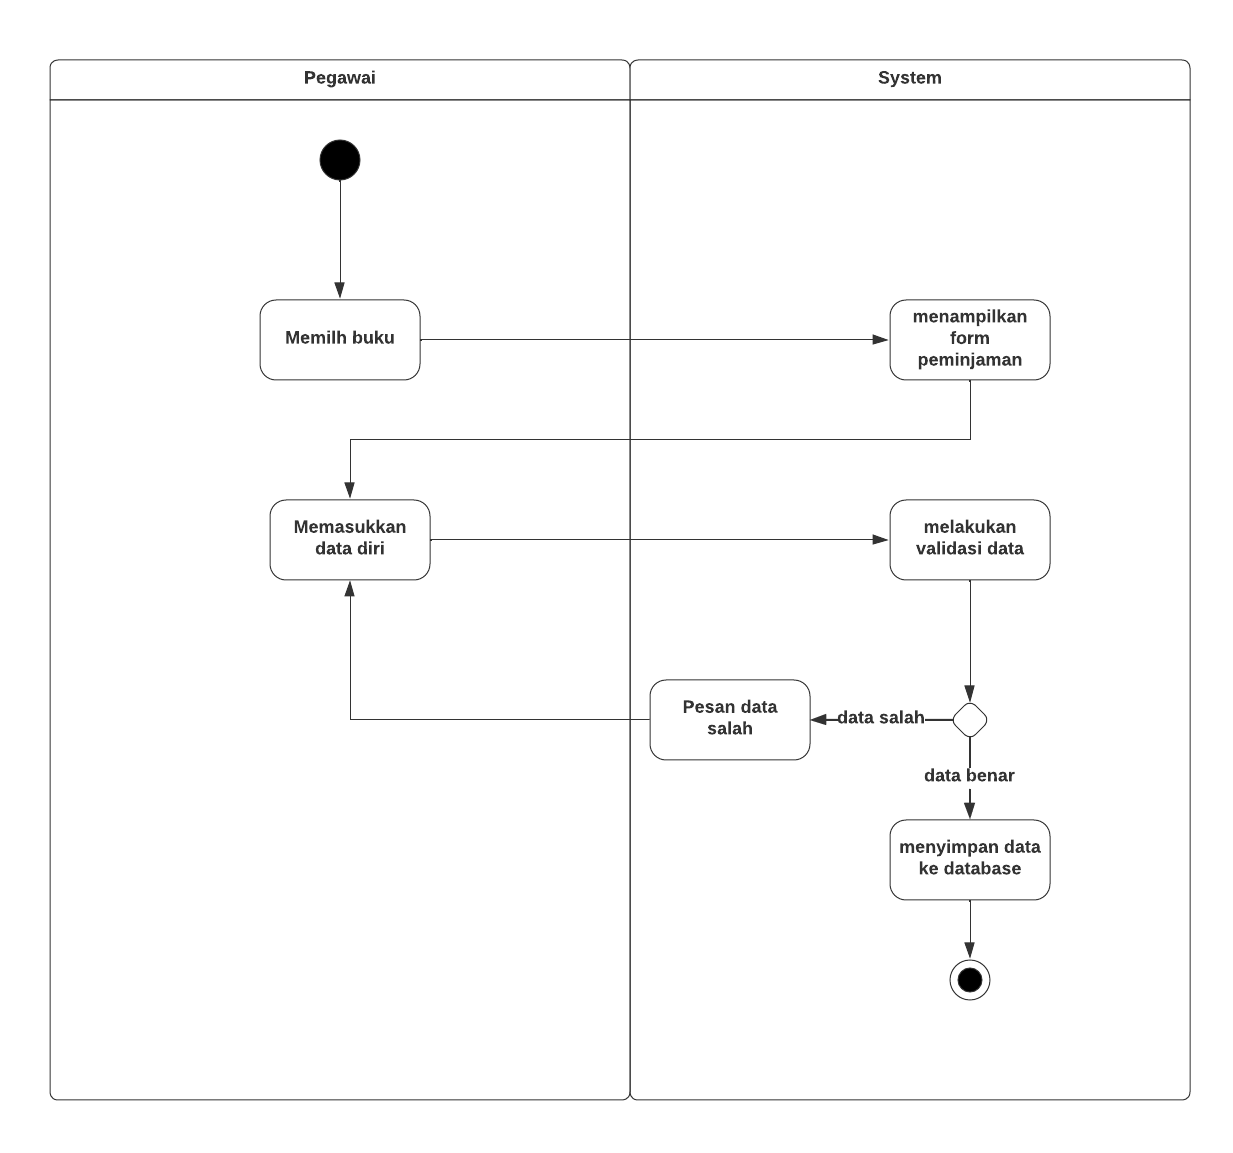 Pegawai
System
Memilh buku
menampilkan
form
peminjaman
Memasukkan
data diri
melakukan
validasi data
Pesan data
salah
data salah
data benar
menyimpan data
ke database